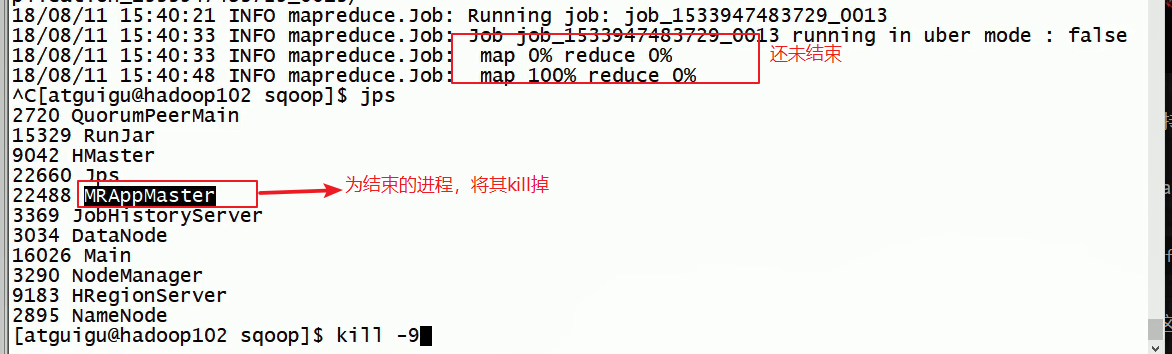 18/08/11 15:40:21 INFO mapreduce.Job: Running job: job_1533947483729_0013
18/08/11 15:40:33 INFO mapreduce.Job: Job job_1533947483729_0013 running in uber mode : false
18/08/11 15:40:33 INFO mapreduce.Job:  map 0% reduce 0%
还未结束
18/08/11 15:40:48 INFO mapreduce.Job:  map 100% reduce 0%
^C[atguigu@hadoop102 sqoop]$ jps
2720 QuorumPeerMain
15329 RunJar
9042 HMaster
22660 Jps
22488 MRAppMaster
为结束的进程，将其kill掉
3369 JobHistoryServer
3034 DataNode
16026 Main
3290 NodeManager
9183 HRegionServer
2895 NameNode
[atguigu@hadoop102 sqoop]$ kill -9